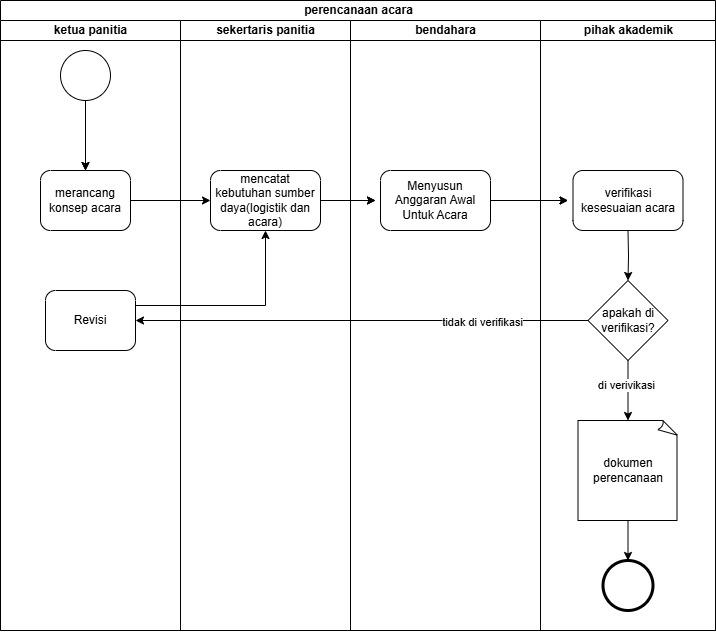 perencanaan acara
ketua panitia
sekertaris panitia
bendahara
pihak akademik
merancang
konsep acara
mencatat
kebutuhan sumber
daya(logistik dan
acara)
Menyusun
Anggaran Awal
Untuk Acara
verifikasi
kesesuaian acara
Revisi
tidak di verifikasi
apakah di
verifikasi?
di verivikasi
dokumen
perencanaan